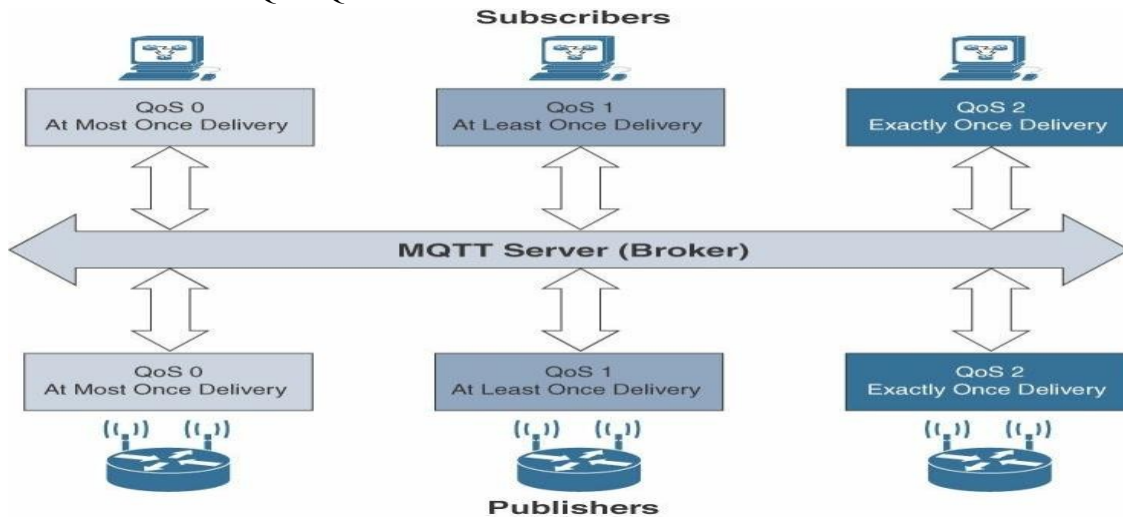 Subscribers
QoS 0
At Most Once Delivery
QoS 1
At Least Once Delivery
QoS 2
Exactly Once Delivery
MQTT Server (Broker)
QoS 0
At Most Once Delivery
QoS 1
At Least Once Delivery
QoS 2
Exactly Once Delivery
Publishers